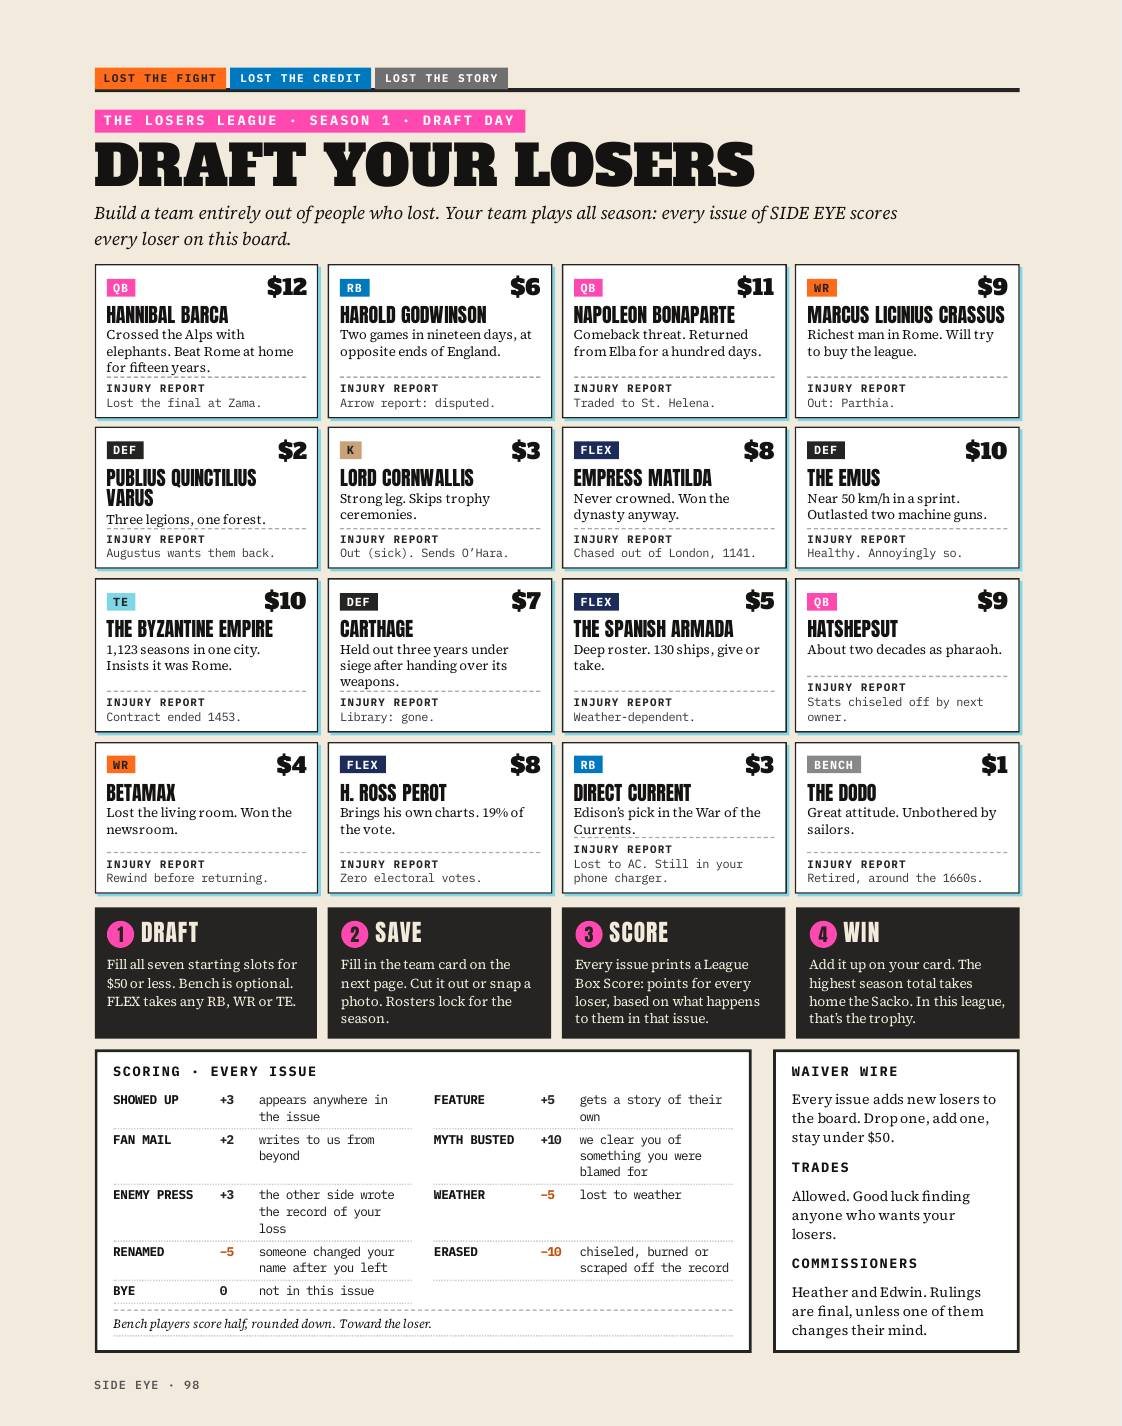 LOST THE FIGHT
LOST THE CREDIT
LOST THE STORY
THE LOSERS LEAGUE · SEASON 1 · DRAFT DAY
DRAFT YOUR LOSERS
Build a team entirely out of people who lost. Your team plays all season: every issue of SIDE EYE scores
every loser on this board.
QB $12
HANNIBAL BARCA
Crossed the Alps with
elephants. Beat Rome at home
for fifteen years.
INJURY REPORT
Lost the final at Zama.
RB $6
HAROLD GODWINSON
Two games in nineteen days, at
opposite ends of England.
INJURY REPORT
Arrow report: disputed.
QB $11
NAPOLEON BONAPARTE
Comeback threat. Returned
from Elba for a hundred days.
INJURY REPORT
Traded to St. Helena.
WR $9
MARCUS LICINIUS CRASSUS
Richest man in Rome. Will try
to buy the league.
INJURY REPORT
Out: Parthia.
DEF $2
PUBLIUS QUINCTILIUS
VARUS
Three legions, one forest.
INJURY REPORT
Augustus wants them back.
K $3
LORD CORNWALLIS
Strong leg. Skips trophy
ceremonies.
INJURY REPORT
Out (sick). Sends O’Hara.
FLEX $8
EMPRESS MATILDA
Never crowned. Won the
dynasty anyway.
INJURY REPORT
Chased out of London, 1141.
DEF $10
THE EMUS
Near 50 km/h in a sprint.
Outlasted two machine guns.
INJURY REPORT
Healthy. Annoyingly so.
TE $10
THE BYZANTINE EMPIRE
1,123 seasons in one city.
Insists it was Rome.
INJURY REPORT
Contract ended 1453.
DEF $7
CARTHAGE
Held out three years under
siege after handing over its
weapons.
INJURY REPORT
Library: gone.
FLEX $5
THE SPANISH ARMADA
Deep roster. 130 ships, give or
take.
INJURY REPORT
Weather-dependent.
QB $9
HATSHEPSUT
About two decades as pharaoh.
INJURY REPORT
Stats chiseled off by next
owner.
WR $4
BETAMAX
Lost the living room. Won the
newsroom.
INJURY REPORT
Rewind before returning.
FLEX $8
H. ROSS PEROT
Brings his own charts. 19% of
the vote.
INJURY REPORT
Zero electoral votes.
RB $3
DIRECT CURRENT
Edison’s pick in the War of the
Currents.
INJURY REPORT
Lost to AC. Still in your
phone charger.
BENCH $1
THE DODO
Great attitude. Unbothered by
sailors.
INJURY REPORT
Retired, around the 1660s.
1 DRAFT
Fill all seven starting slots for
$50 or less. Bench is optional.
FLEX takes any RB, WR or TE.
2 SAVE
Fill in the team card on the
next page. Cut it out or snap a
photo. Rosters lock for the
season.
3 SCORE
Every issue prints a League
Box Score: points for every
loser, based on what happens
to them in that issue.
4 WIN
Add it up on your card. The
highest season total takes
home the Sacko. In this league,
that’s the trophy.
SCORING · EVERY ISSUE
SHOWED UP +3 appears anywhere in
the issue
FEATURE +5 gets a story of their
own
FAN MAIL +2 writes to us from
beyond
MYTH BUSTED +10 we clear you of
something you were
blamed for
ENEMY PRESS +3 the other side wrote
the record of your
loss
WEATHER −5 lost to weather
RENAMED −5 someone changed your
name after you left
ERASED −10 chiseled, burned or
scraped off the record
BYE 0 not in this issue
Bench players score half, rounded down. Toward the loser.
WAIVER WIRE
Every issue adds new losers to
the board. Drop one, add one,
stay under $50.
TRADES
Allowed. Good luck finding
anyone who wants your
losers.
COMMISSIONERS
Heather and Edwin. Rulings
are final, unless one of them
changes their mind.
SIDE EYE · 98